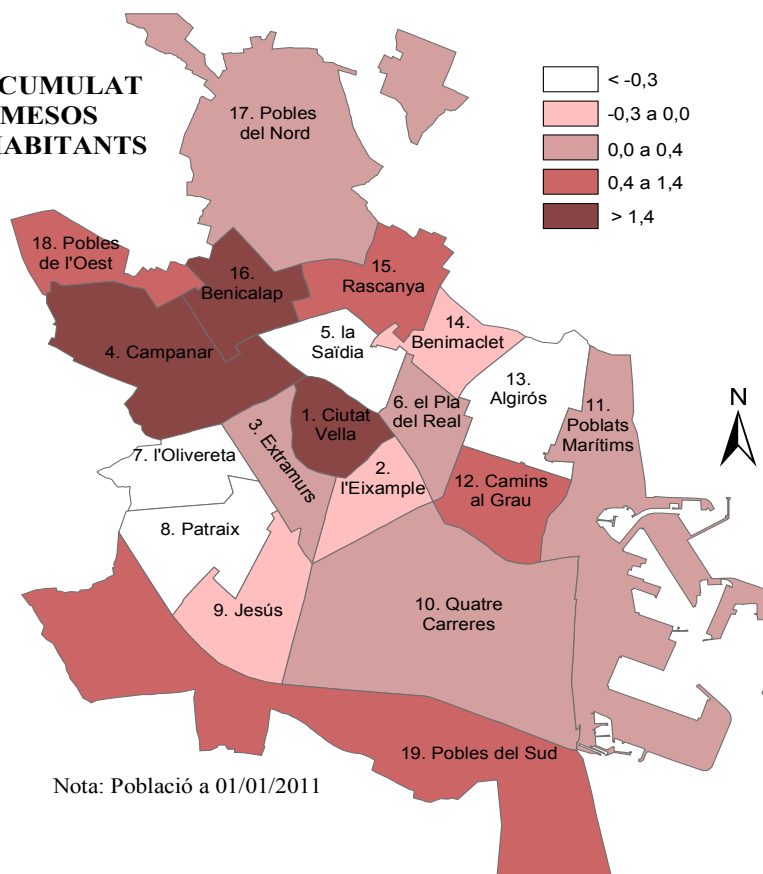 CUMULAT
MESOS
HABITANTS
< -0,3
-0,3 a 0,0
0,0 a 0,4
0,4 a 1,4
> 1,4
17. Pobles
del Nord
18. Pobles
de l'Oest
16.
Benicalap
15.
Rascanya
14.
Benimaclet
5. la
Saïdia
4. Campanar
13.
Algirós
6. el Pla
del Real
11.
Poblats
Marítims
1. Ciutat
Vella
N
3. Extramurs
7. l'Olivereta
2.
l'Eixample
12. Camins
al Grau
8. Patraix
9. Jesús
10. Quatre
Carreres
19. Pobles del Sud
Nota: Població a 01/01/2011